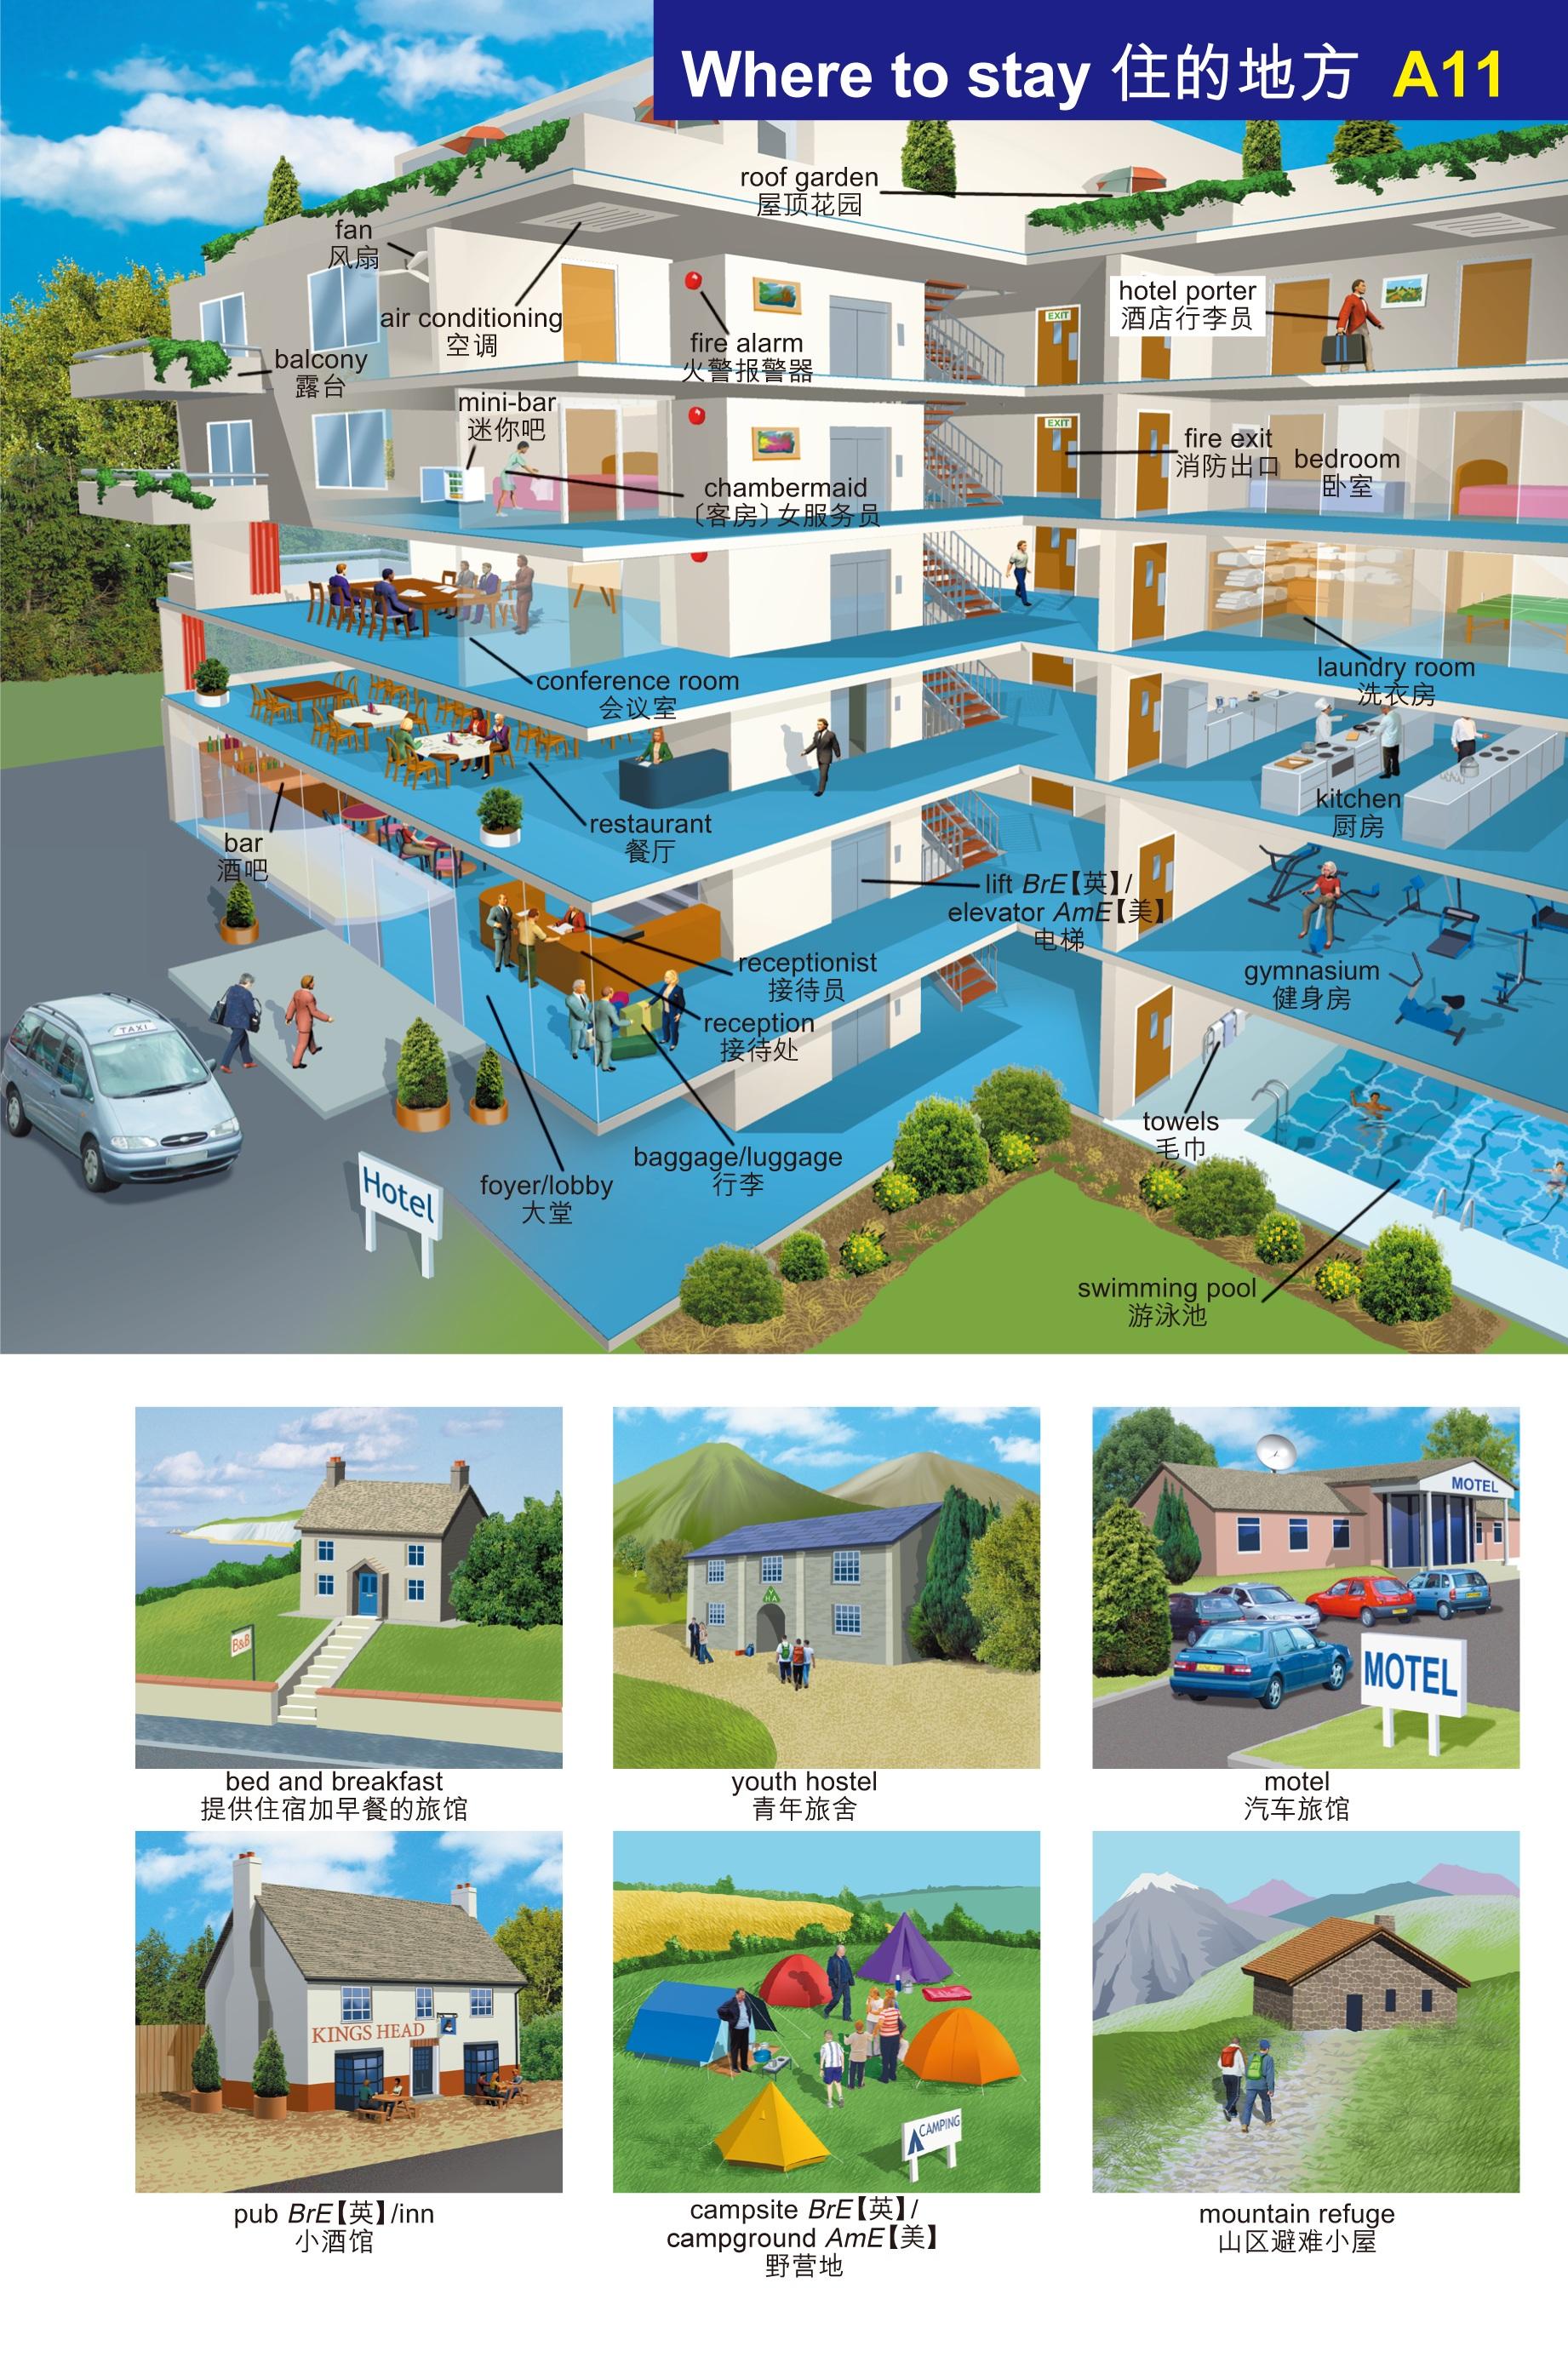 Where to stay 住的地方 A11
roof garden
屋顶花园
fan
风扇
air conditioning
空调
fire alarm
火警报警器
EXIT
hotel porter
酒店行李员
balcony
露台
mini-bar
迷你吧
EXIT
fire exit
消防出口
bedroom
卧室
chambermaid
〔客房〕女服务员
conference room
会议室
laundry room
洗衣房
restaurant
餐厅
kitchen
厨房
bar
酒吧
lift BrE【英】/
elevator AmE【美】
电梯
receptionist
接待员
gymnasium
健身房
reception
接待处
TAXI
towels
毛巾
baggage/luggage
行李
foyer/lobby
大堂
Hotel
swimming pool
游泳池
B&B
bed and breakfast
提供住宿加早餐的旅馆
Y
HA
youth hostel
青年旅舍
MOTEL
MOTEL
motel
汽车旅馆
KINGS HEAD
pub BrE【英】/inn
小酒馆
CAMPING
campsite BrE【英】/
campground AmE【美】
野营地
mountain refuge
山区避难小屋